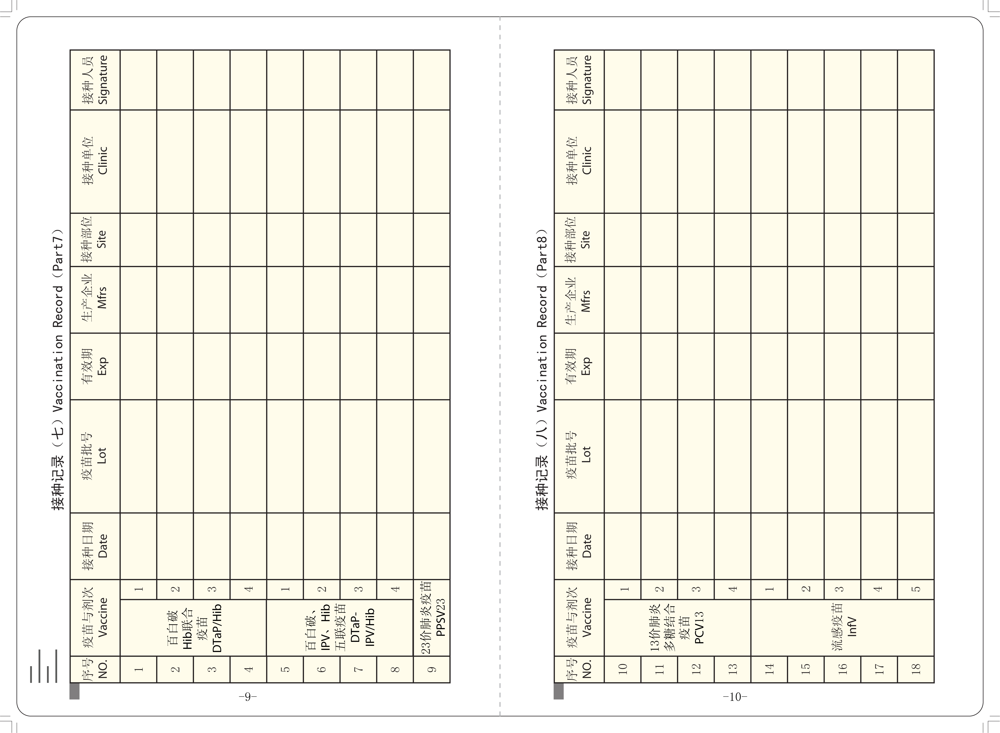 接种记录（七）Vaccination Record（Part7）
序号
NO.
疫苗与剂次
Vaccine
接种日期
Date
疫苗批号
Lot
有效期
Exp
生产企业
Mfrs
接种部位
Site
接种单位
Clinic
接种人员
Signature
1
2
3
4
百白破
Hib联合
疫苗
DTaP/Hib
1
2
3
4
5
6
7
8
百白破、
IPV、Hib
五联疫苗
DTaP-
IPV/Hib
1
2
3
4
9
23价肺炎疫苗
PPSV23
-9-
接种记录（八）Vaccination Record（Part8）
序号
NO.
疫苗与剂次
Vaccine
接种日期
Date
疫苗批号
Lot
有效期
Exp
生产企业
Mfrs
接种部位
Site
接种单位
Clinic
接种人员
Signature
10
11
12
13
13价肺炎
多糖结合
疫苗
PCV13
1
2
3
4
14
15
16
17
18
流感疫苗
InfV
1
2
3
4
5
-10-